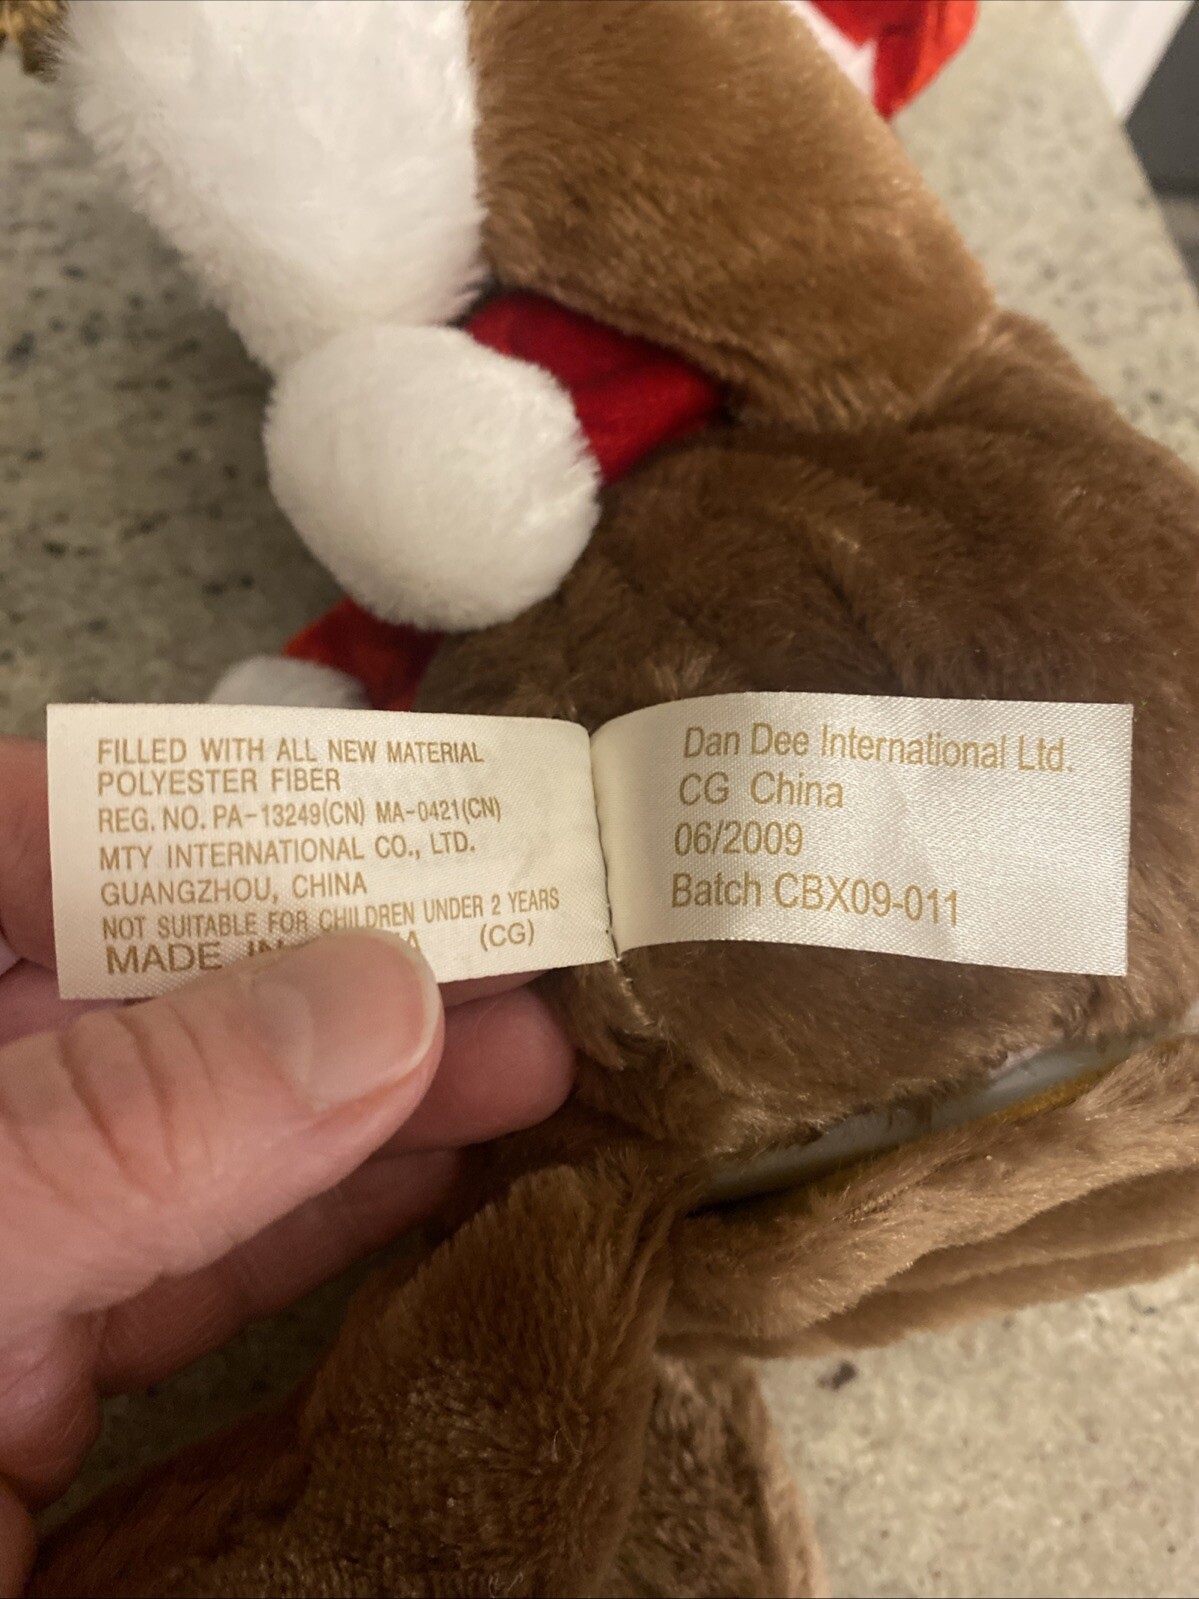 FILLED WITH ALL NEW MATERIAL
POLYESTER FIBER
REG. NO. PA-13249(CN) MA-0421(CN)
MTY INTERNATIONAL CO., LTD.
GUANGZHOU, CHINA
NOT SUITABLE FOR CHILDREN UNDER 2 YEARS
MADE (CG)
Dan Dee International Ltd.
CG China
06/2009
Batch CBX09-011